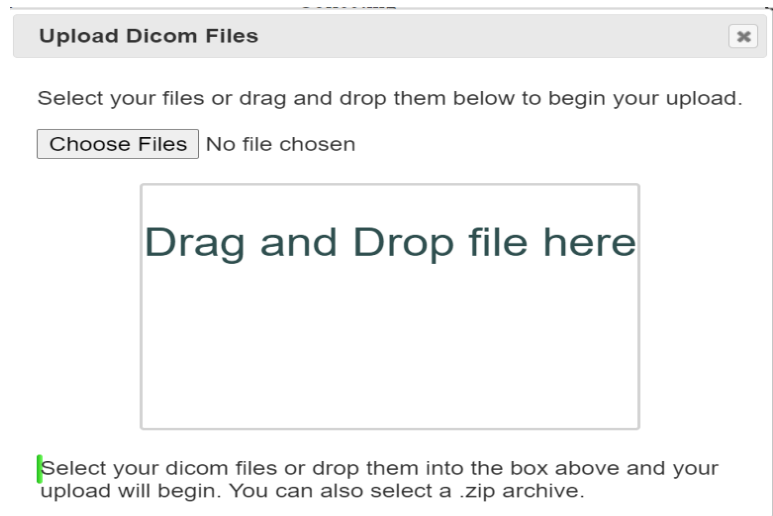 Upload Dicom Files
Select your files or drag and drop them below to begin your upload.
Choose Files No file chosen
Drag and Drop file here
Select your dicom files or drop them into the box above and your
upload will begin. You can also select a .zip archive.